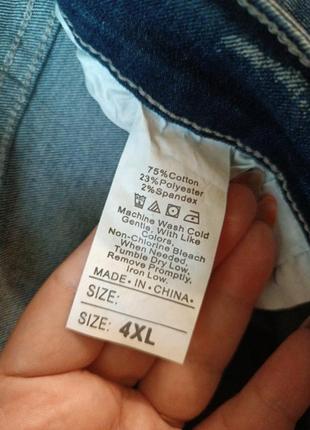 75%Cotton
23%Polyester
2%Spandex
Machine Wash Cold
Gentle, With Like
Colors,
Non-Chlorine Bleach
When Needed,
Tumble Dry Low.
Remove Promptly,
Iron Low.
MADE·IN·CHINA·
SIZE:
SIZE: 4XL